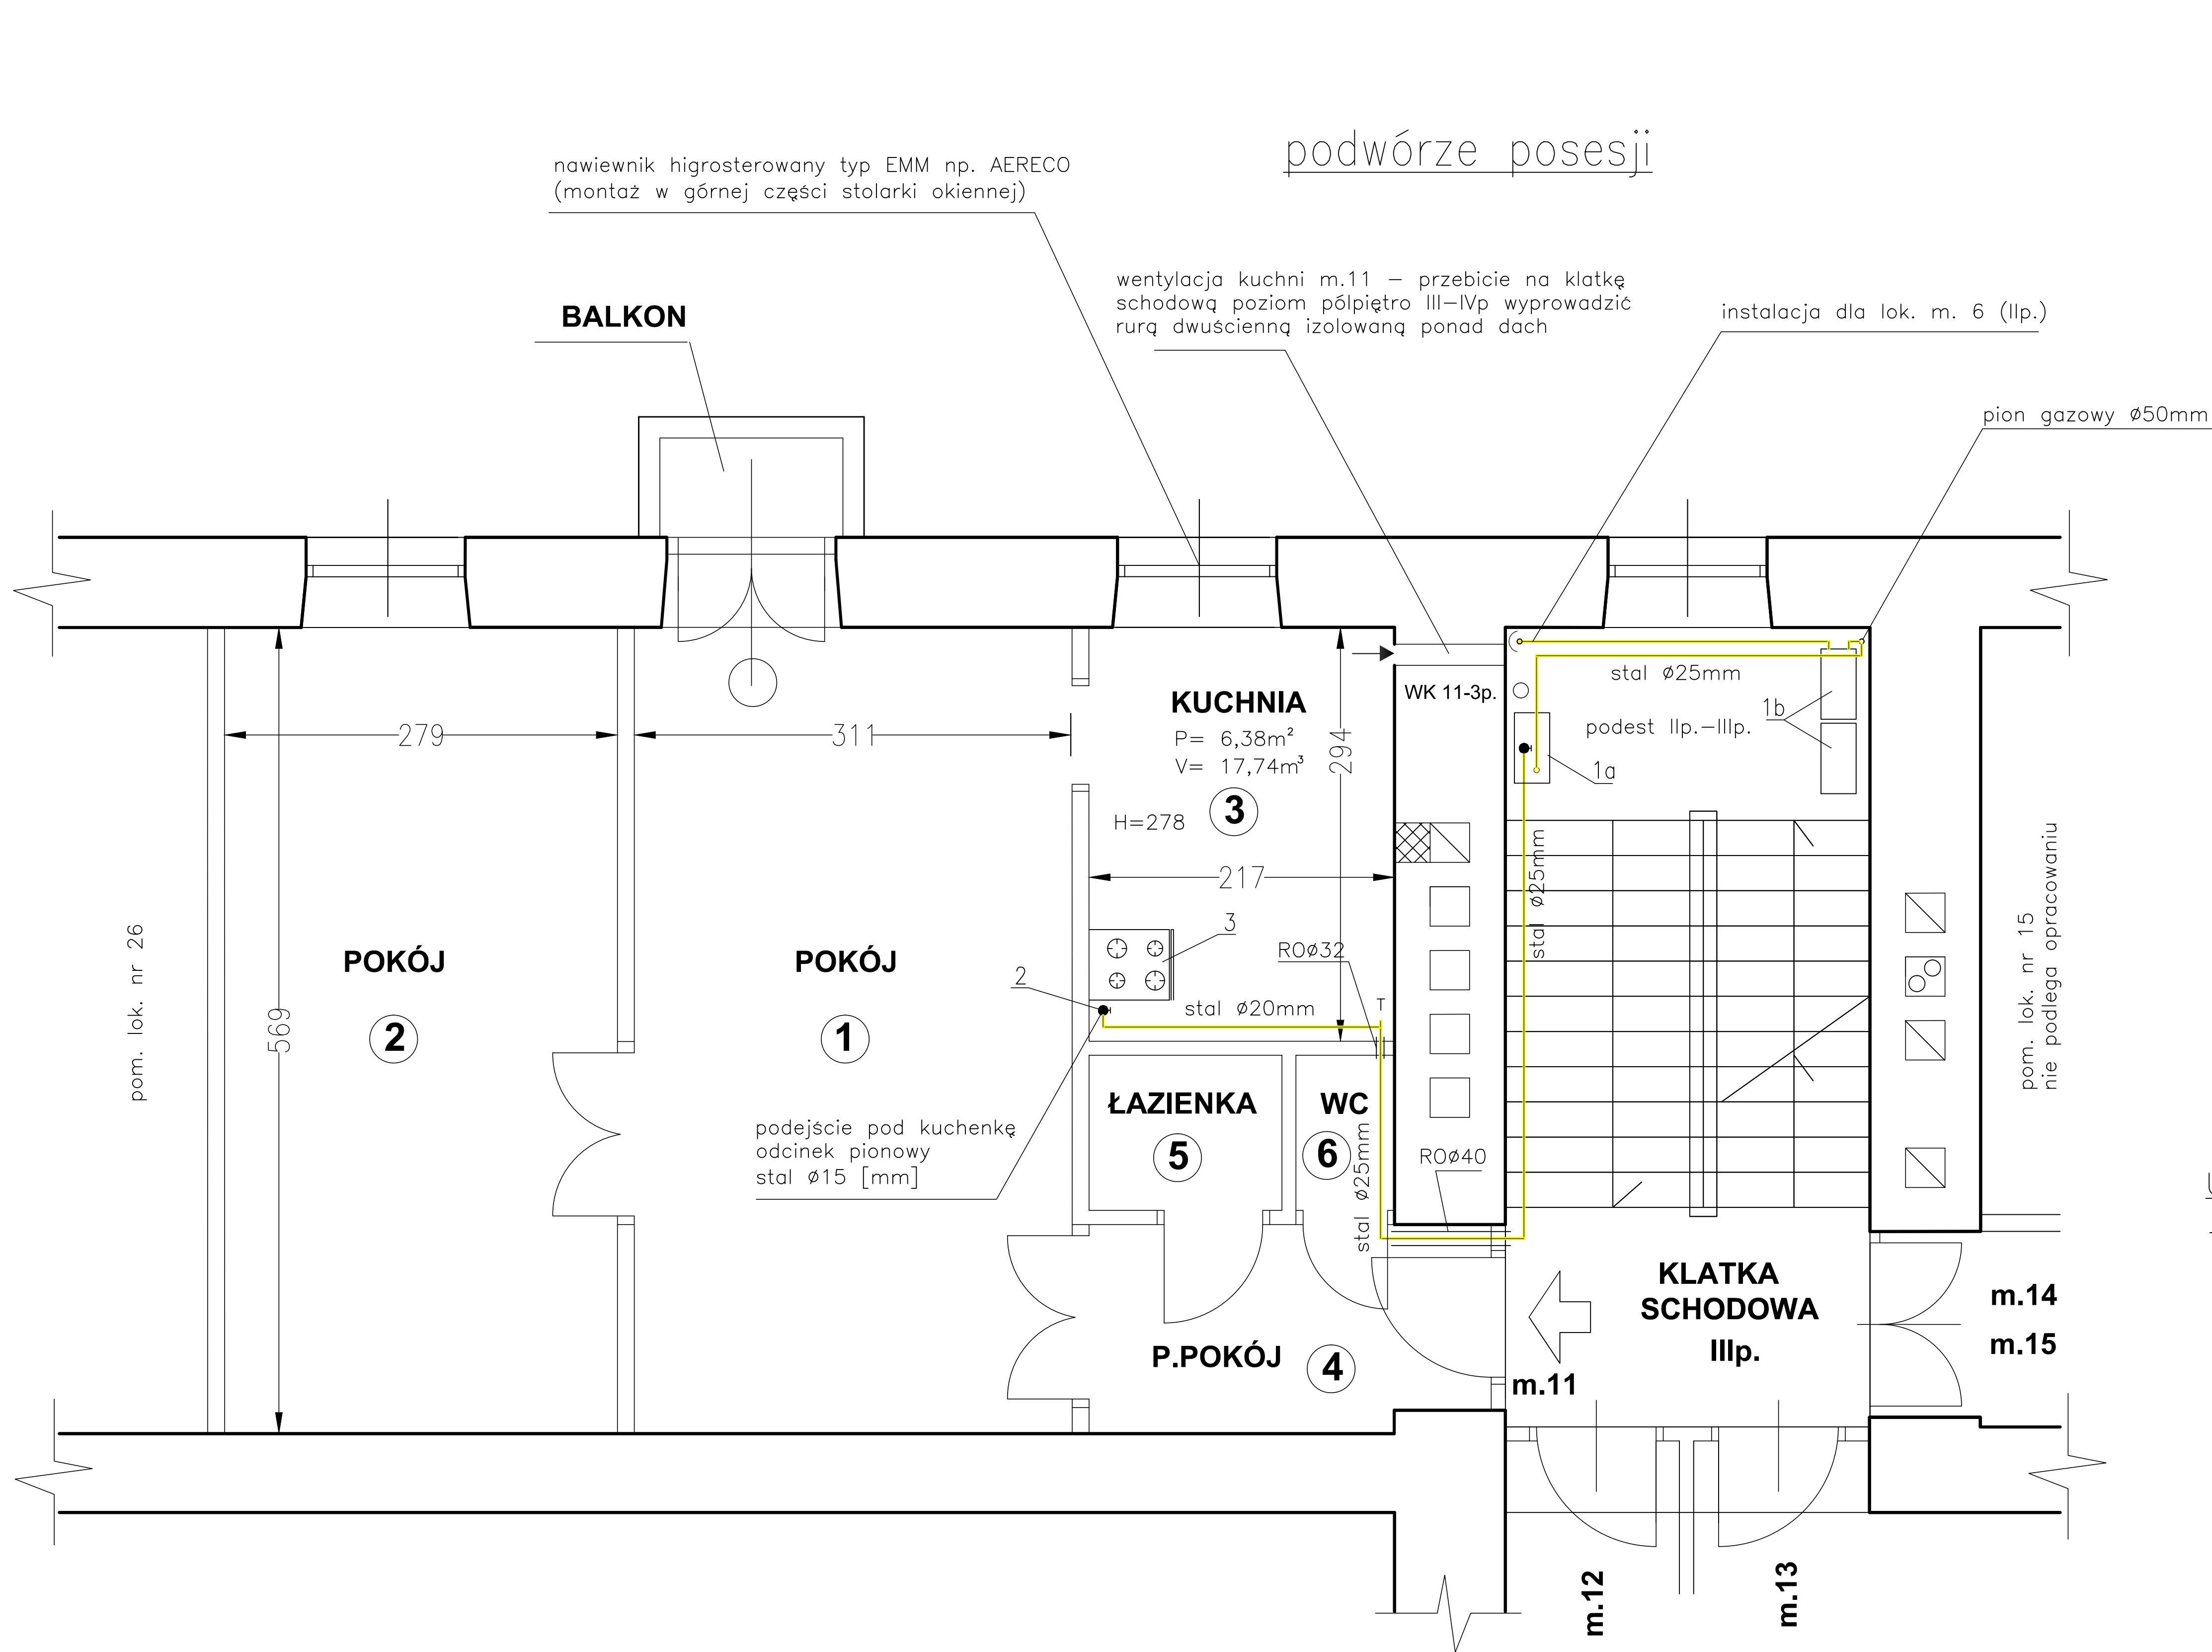 podwórze posesji
nawiewnik higrosterowany typ EMM np. AERECO
(montaż w górnej części stolarki okiennej)
wentylacja kuchni m.11 – przebicie na klatkę
schodową poziom pólpiętro III–IVp wyprowadzić
rurą dwuścienną izolowaną ponad dach
BALKON
instalacja dla lok. m. 6 (IIp.)
pion gazowy ø50mm
stal ø25mm
KUCHNIA
P= 6,38m²
V= 17,74m³
WK 11-3p.
podest IIp.–IIIp.
1b
1a
279
311
294
H=278
3
217
3
stal ø25mm
ROø32
pom. lok. nr 26
POKÓJ
2
569
POKÓJ
1
2
stal ø20mm
T
pom. lok. nr 15
nie podlega opracowaniu
podejście pod kuchenkę
odcinek pionowy
stal ø15 [mm]
ŁAZIENKA
5
WC
6
stal ø25mm
ROø40
P.POKÓJ
4
KLATKA
SCHODOWA
IIIp.
m.11
m.14
m.15
m.12
m.13